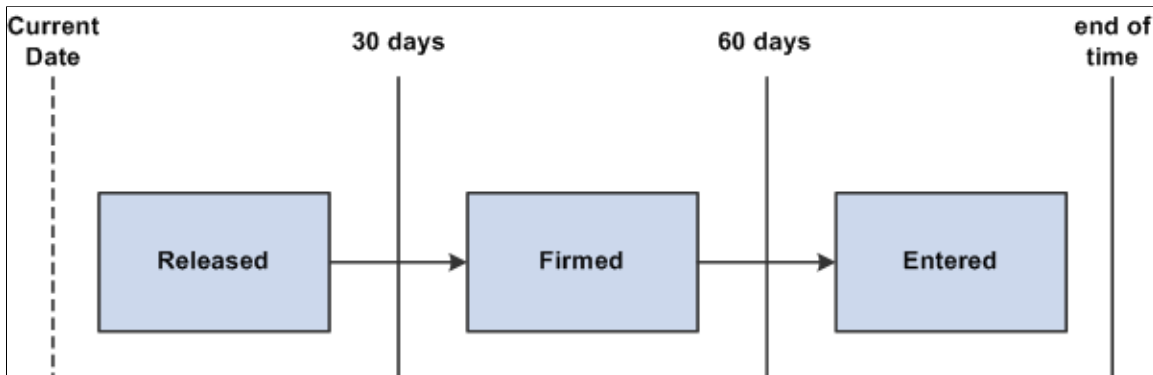 Current
Date
30 days
60 days
end of
time
Released
Firmed
Entered